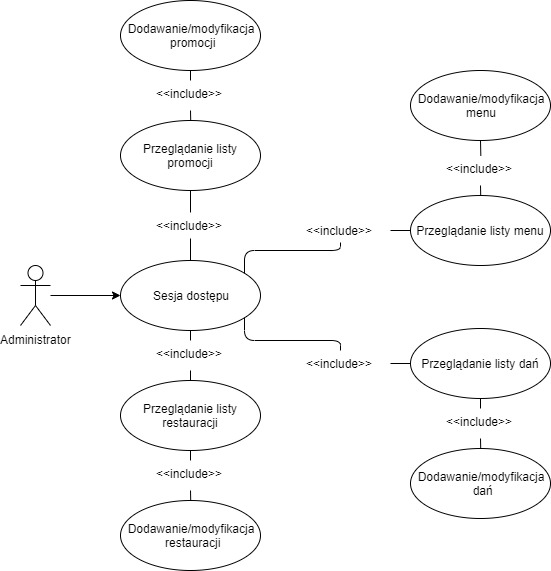 Dodawanie/modyfikacja
promocji
<<include>>
Przeglądanie listy
promocji
<<include>>
Dodawanie/modyfikacja
menu
<<include>>
Przeglądanie listy menu
<<include>>
Sesja dostępu
Administrator
<<include>>
<<include>>
Przeglądanie listy dań
<<include>>
Dodawanie/modyfikacja
dań
Przeglądanie listy
restauracji
<<include>>
Dodawanie/modyfikacja
restauracji